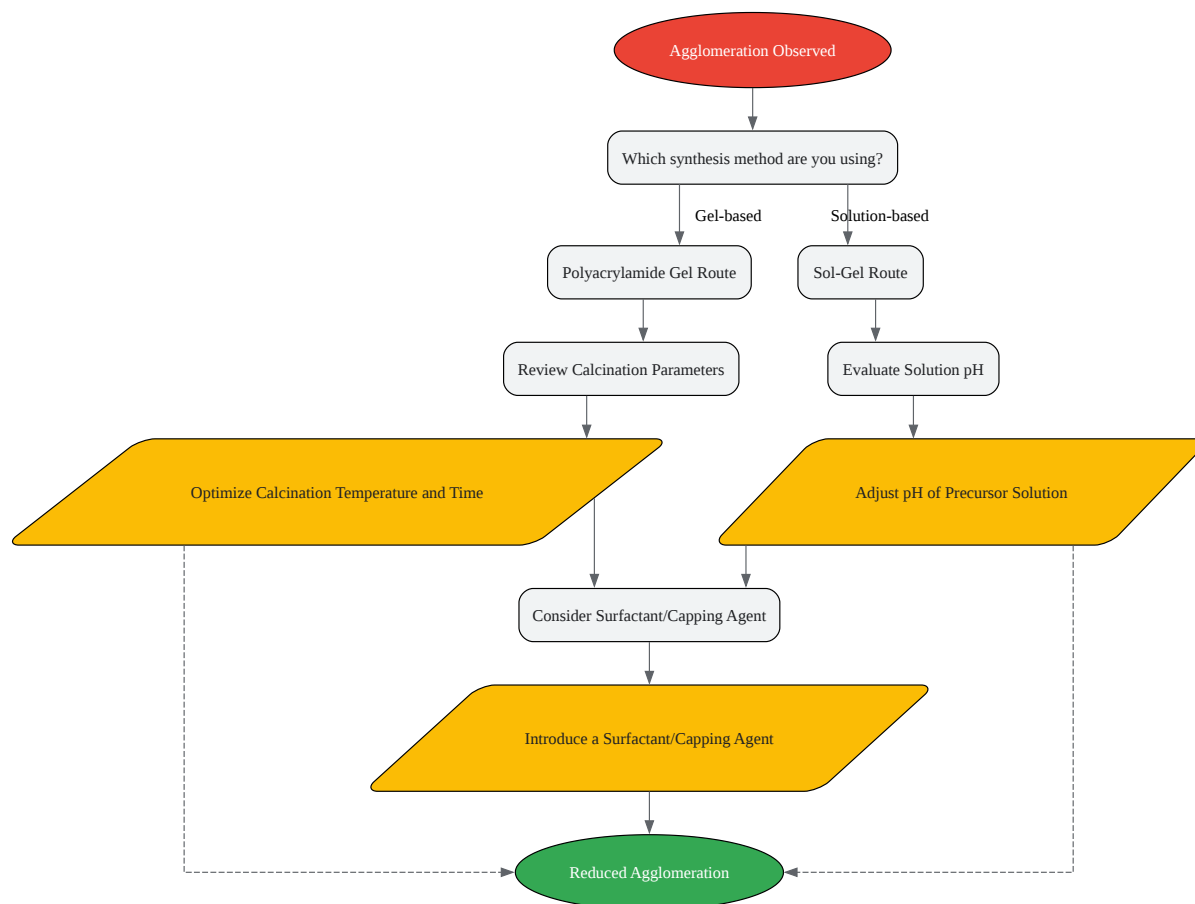 Agglomeration Observed
Which synthesis method are you using?
Gel-based
Solution-based
Polyacrylamide Gel Route
Sol-Gel Route
Review Calcination Parameters
Evaluate Solution pH
Optimize Calcination Temperature and Time
Adjust pH of Precursor Solution
Consider Surfactant/Capping Agent
Introduce a Surfactant/Capping Agent
Reduced Agglomeration